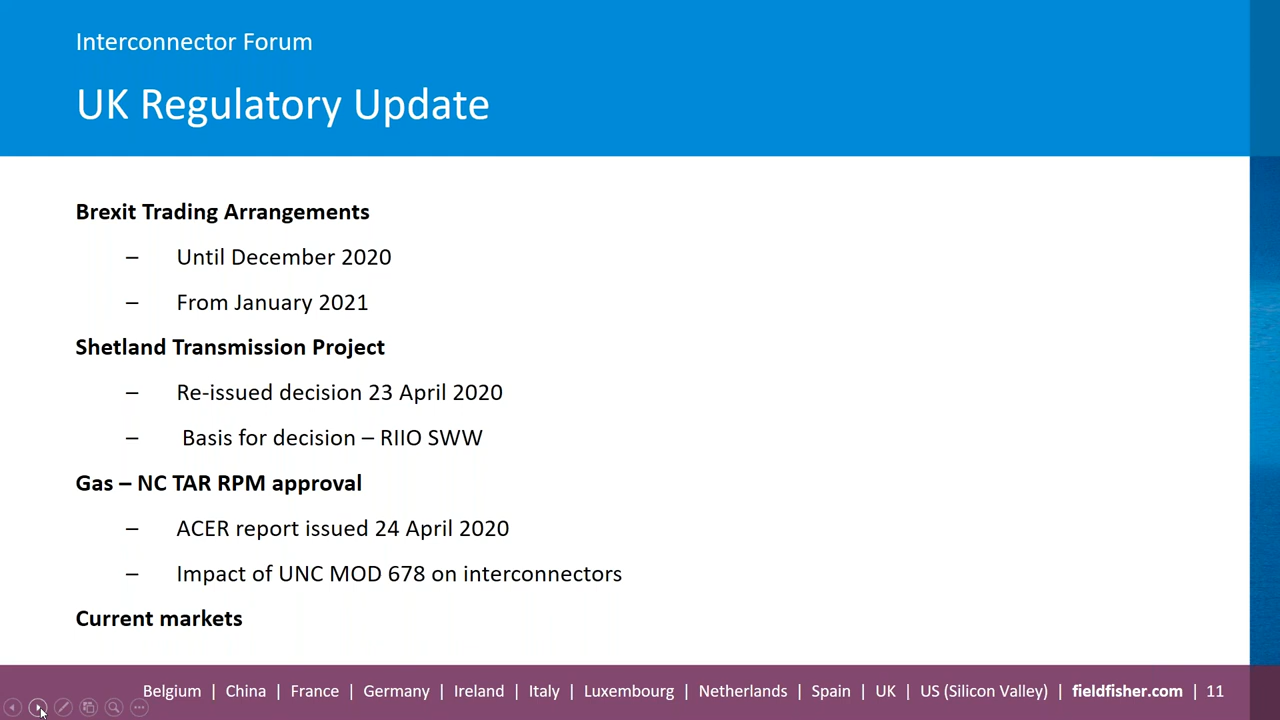 Interconnector Forum
UK Regulatory Update
Brexit Trading Arrangements
– Until December 2020
– From January 2021
Shetland Transmission Project
– Re-issued decision 23 April 2020
– Basis for decision – RIIO SWW
Gas – NC TAR RPM approval
– ACER report issued 24 April 2020
– Impact of UNC MOD 678 on interconnectors
Current markets
Belgium | China | France | Germany | Ireland | Italy | Luxembourg | Netherlands | Spain | UK | US (Silicon Valley) | fieldfisher.com | 11